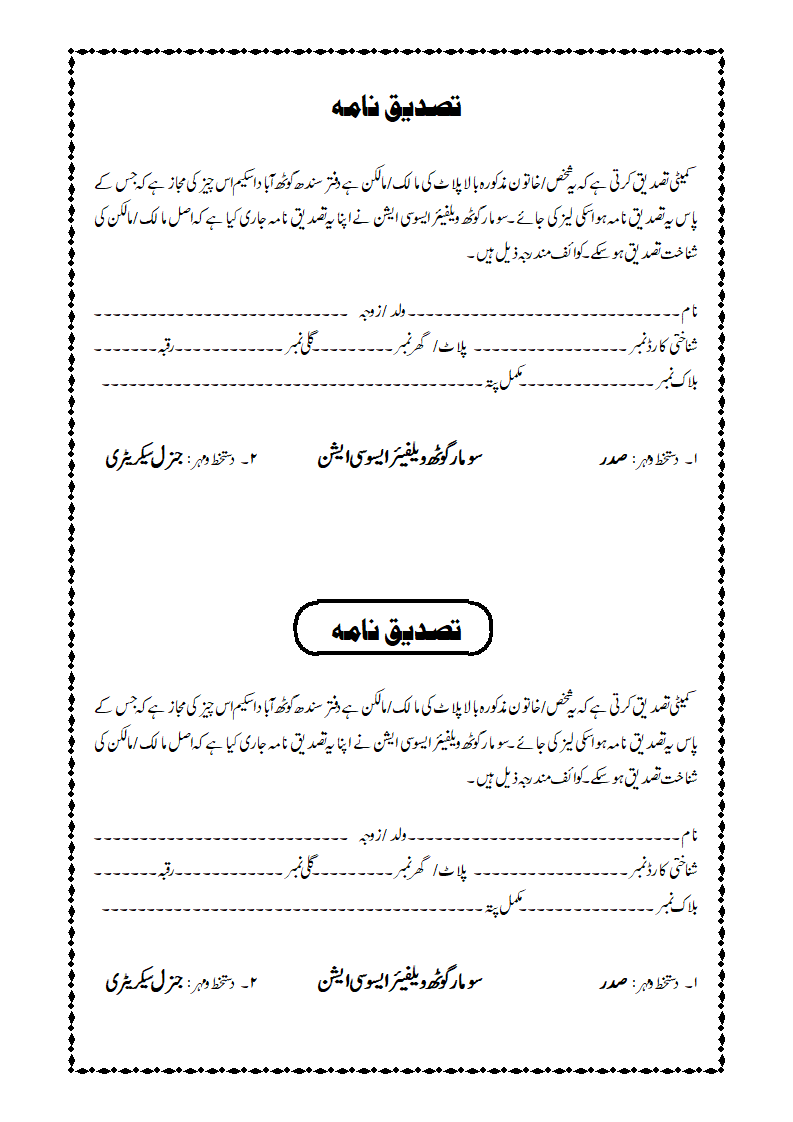 تصدیق نامہ
کمیٹی تصدیق کرتی ہے کہ یہ شخص/خاتون مذکورہ بالا پلاٹ کی مالک/مالکن ہے دفتر سندھ گوٹھ آباد اسکیم اس چیز کی مجاز ہے کہ جس کے
پاس یہ تصدیق نامہ ہو اسکی لیز کی جائے۔سومار گوٹھ ویلفیئر ایسوسی ایشن نے اپنا یہ تصدیق نامہ جاری کیا ہے کہ اصل مالک/مالکن کی
شناخت تصدیق ہو سکے۔کوائف مندرجہ ذیل ہیں۔
نام۔۔۔۔۔۔۔۔۔۔۔۔۔۔۔۔۔۔۔۔۔۔۔۔۔۔۔۔۔۔ولد/زوجہ ۔۔۔۔۔۔۔۔۔۔۔۔۔۔۔۔۔۔۔۔۔۔۔۔۔۔۔۔
شناختی کارڈ نمبر۔۔۔۔۔۔۔۔۔۔۔۔۔۔۔۔۔ پلاٹ/ گھر نمبر۔۔۔۔۔۔۔۔۔گلی نمبر۔۔۔۔۔۔۔۔۔۔۔۔رقبہ۔۔۔۔۔۔۔
بلاک نمبر۔۔۔۔۔۔۔۔۔۔۔۔۔۔۔مکمل پتہ۔۔۔۔۔۔۔۔۔۔۔۔۔۔۔۔۔۔۔۔۔۔۔۔۔۔۔۔۔۔۔۔۔۔۔۔۔۔۔۔۔۔
۱۔ دستخط و مہر: صدر سومار گوٹھ ویلفیئر ایسوسی ایشن ۲۔ دستخط و مہر: جنرل سیکریٹری
تصدیق نامہ
کمیٹی تصدیق کرتی ہے کہ یہ شخص/خاتون مذکورہ بالا پلاٹ کی مالک/مالکن ہے دفتر سندھ گوٹھ آباد اسکیم اس چیز کی مجاز ہے کہ جس کے
پاس یہ تصدیق نامہ ہو اسکی لیز کی جائے۔سومار گوٹھ ویلفیئر ایسوسی ایشن نے اپنا یہ تصدیق نامہ جاری کیا ہے کہ اصل مالک/مالکن کی
شناخت تصدیق ہو سکے۔کوائف مندرجہ ذیل ہیں۔
نام۔۔۔۔۔۔۔۔۔۔۔۔۔۔۔۔۔۔۔۔۔۔۔۔۔۔۔۔۔۔ولد/زوجہ ۔۔۔۔۔۔۔۔۔۔۔۔۔۔۔۔۔۔۔۔۔۔۔۔۔۔۔۔
شناختی کارڈ نمبر۔۔۔۔۔۔۔۔۔۔۔۔۔۔۔۔۔ پلاٹ/ گھر نمبر۔۔۔۔۔۔۔۔۔گلی نمبر۔۔۔۔۔۔۔۔۔۔۔۔رقبہ۔۔۔۔۔۔۔
بلاک نمبر۔۔۔۔۔۔۔۔۔۔۔۔۔۔۔مکمل پتہ۔۔۔۔۔۔۔۔۔۔۔۔۔۔۔۔۔۔۔۔۔۔۔۔۔۔۔۔۔۔۔۔۔۔۔۔۔۔۔۔۔۔
۱۔ دستخط و مہر: صدر سومار گوٹھ ویلفیئر ایسوسی ایشن ۲۔ دستخط و مہر: جنرل سیکریٹری